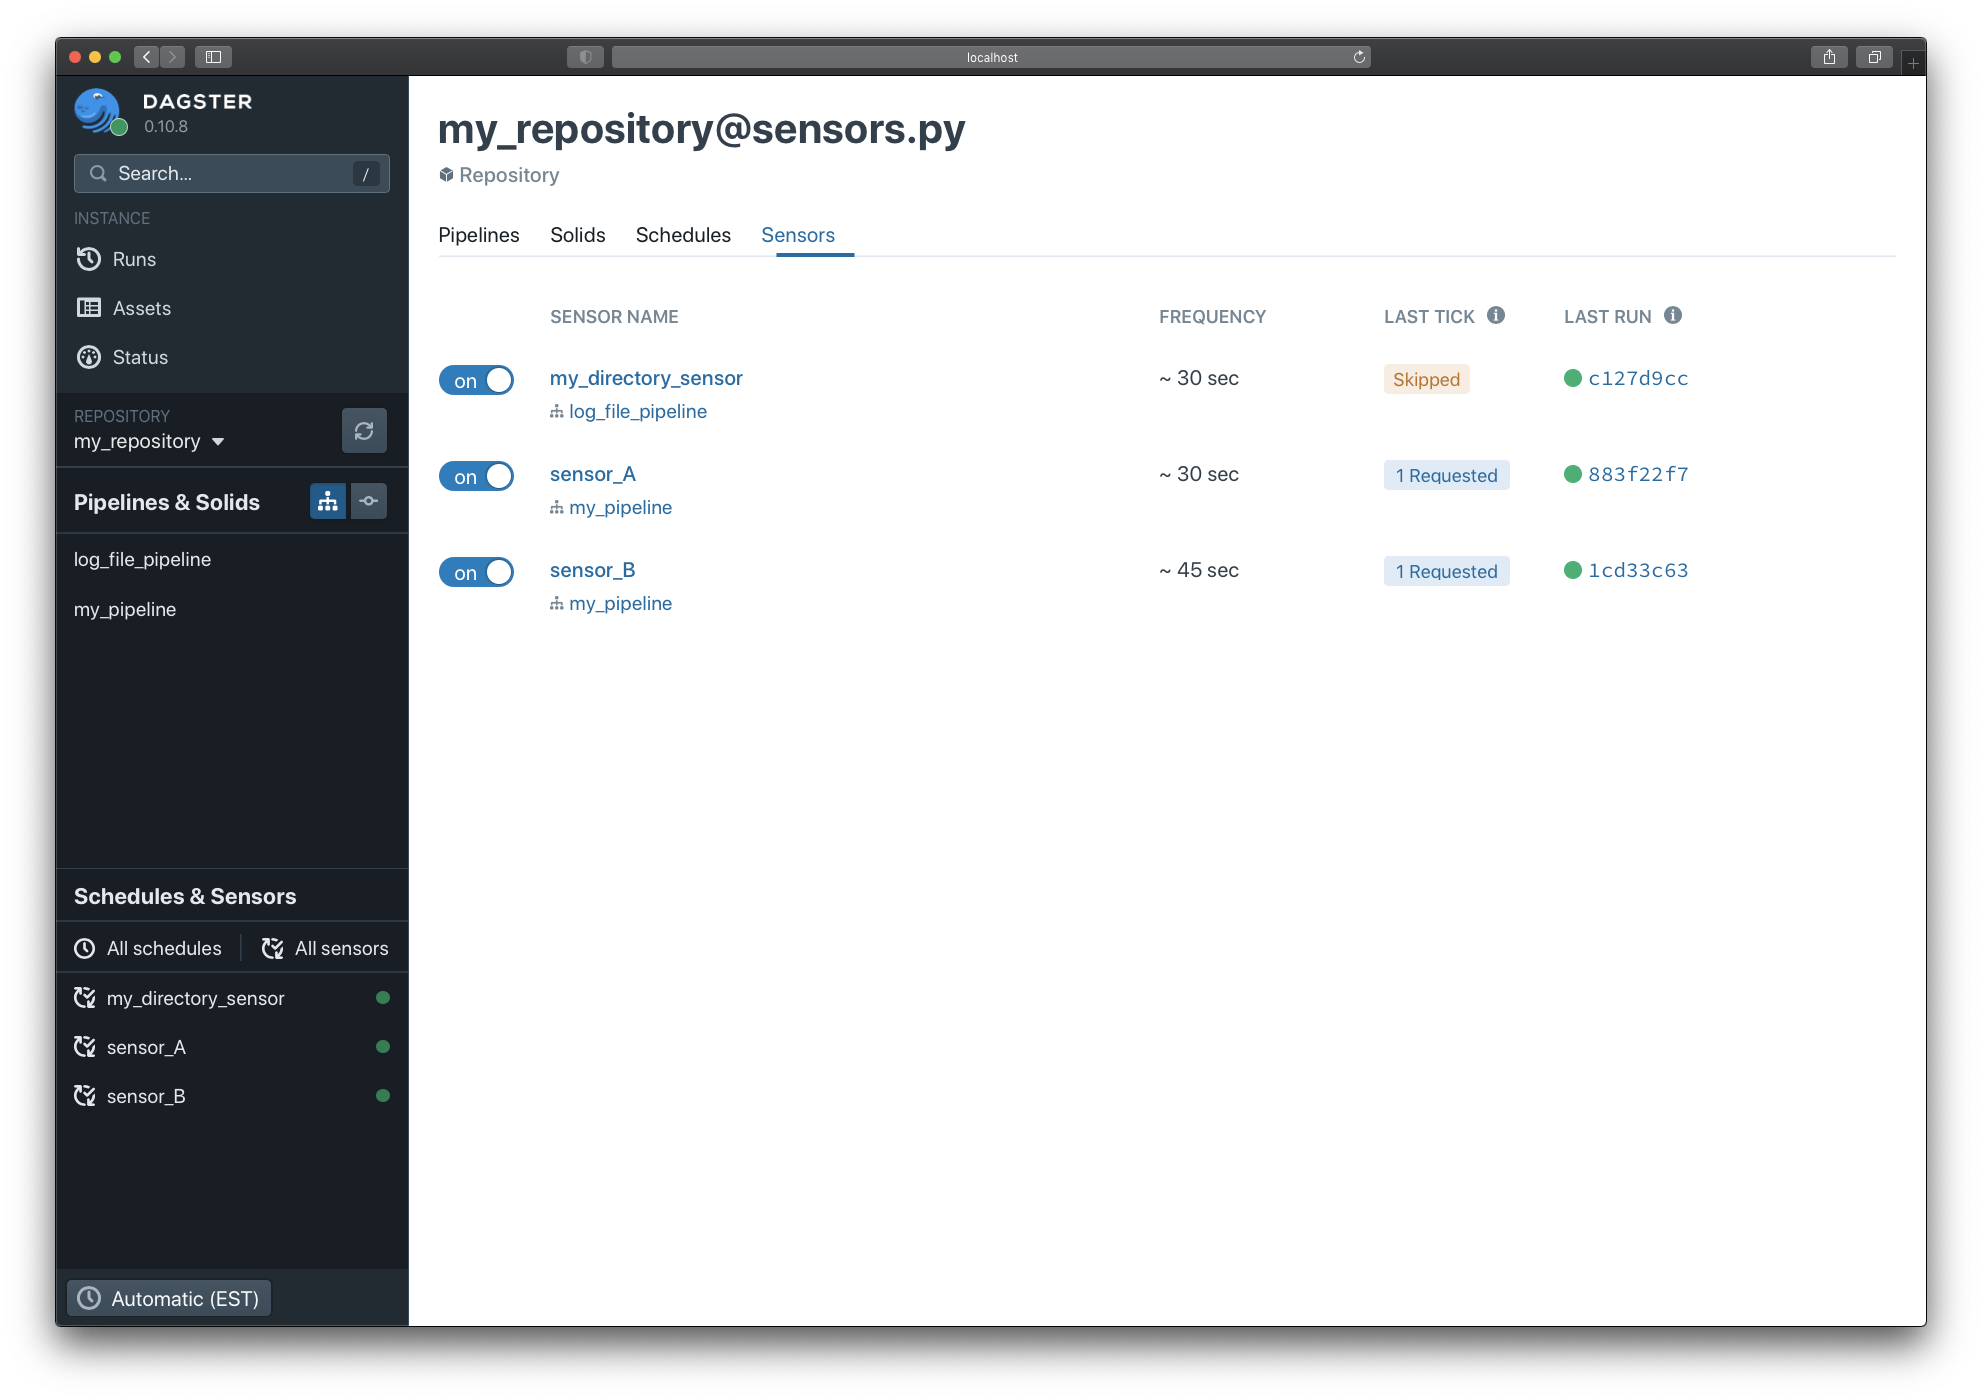 localhost
DAGSTER
0.10.8
Search... /
INSTANCE
Runs
Assets
Status
REPOSITORY
my_repository
Pipelines & Solids
log_file_pipeline
my_pipeline
Schedules & Sensors
All schedules All sensors
my_directory_sensor
sensor_A
sensor_B
Automatic (EST)
my_repository@sensors.py
Repository
Pipelines Solids Schedules Sensors
SENSOR NAME FREQUENCY LAST TICK LAST RUN
on my_directory_sensor ~ 30 sec Skipped c127d9cc
log_file_pipeline
on sensor_A ~ 30 sec 1 Requested 883f22f7
my_pipeline
on sensor_B ~ 45 sec 1 Requested 1cd33c63
my_pipeline